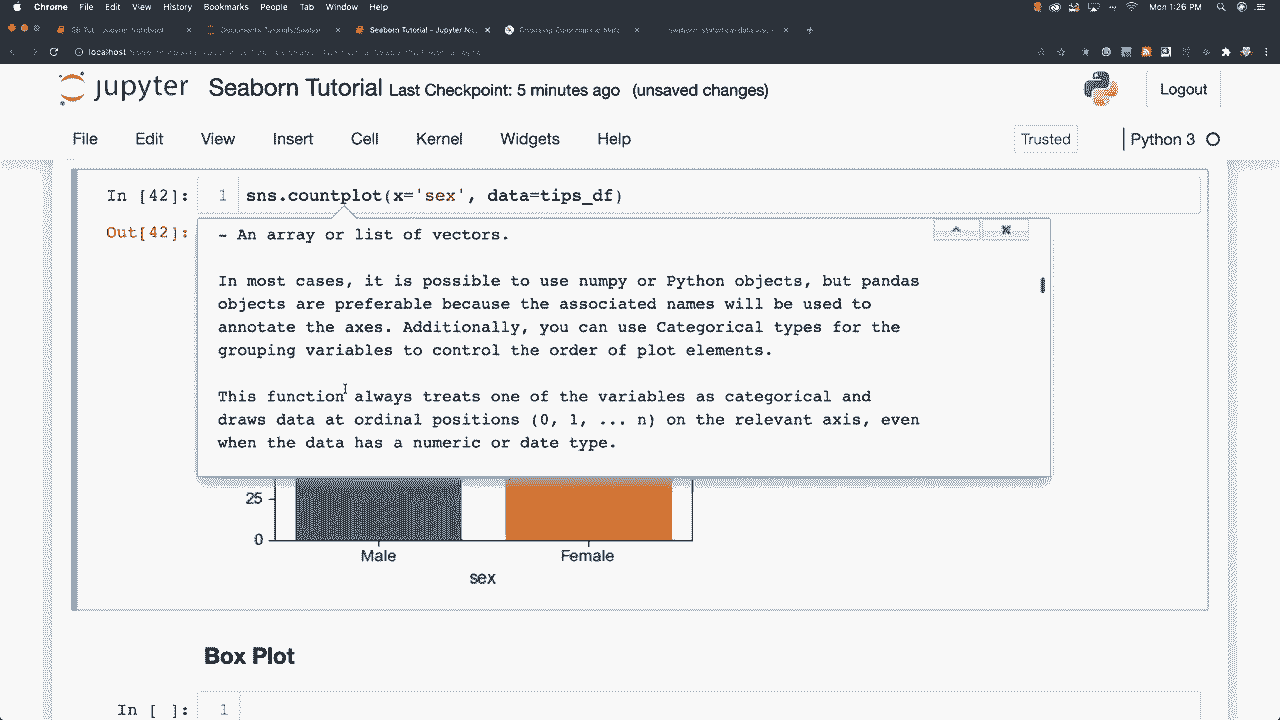 Chrome File Edit View History Bookmarks People Tab Window Help
Mon 1:26 PM
Seaborn Tutorial - Jupyter
localhost
jupyter Seaborn Tutorial Last Checkpoint: 5 minutes ago (unsaved changes)
Logout
File Edit View Insert Cell Kernel Widgets Help
Trusted
Python 3
In [42]: 1 sns.countplot(x='sex', data=tips_df)
Out[42]:
- An array or list of vectors.
In most cases, it is possible to use numpy or Python objects, but pandas
objects are preferable because the associated names will be used to
annotate the axes. Additionally, you can use Categorical types for the
grouping variables to control the order of plot elements.
This function always treats one of the variables as categorical and
draws data at ordinal positions (0, 1, ... n) on the relevant axis, even
when the data has a numeric or date type.
25
0
Male Female
sex
Box Plot
In [ ]: 1